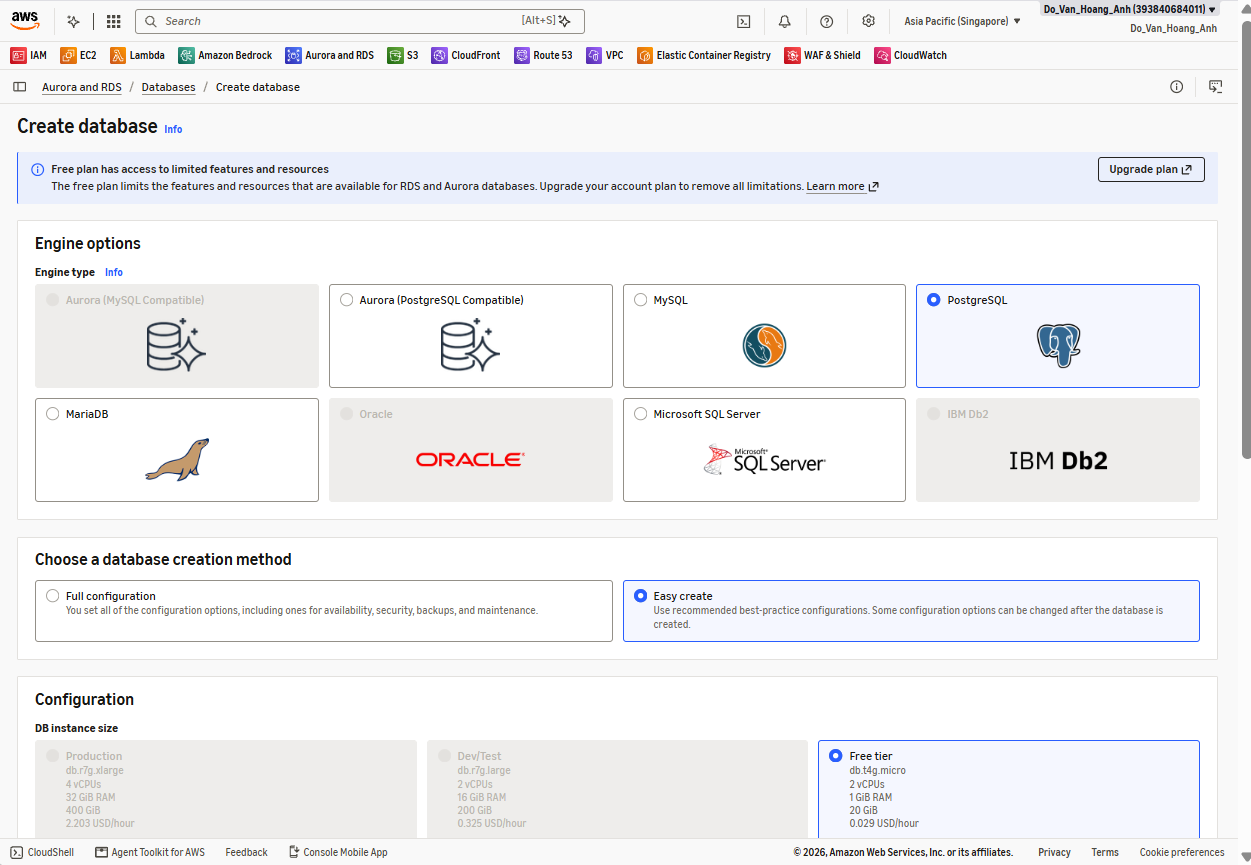 aws
Search [Alt+S]
Asia Pacific (Singapore) ▼
Do_Van_Hoang_Anh (393840684011) ▼
Do_Van_Hoang_Anh
IAM EC2 Lambda Amazon Bedrock Aurora and RDS S3 CloudFront Route 53 VPC Elastic Container Registry WAF & Shield CloudWatch
Aurora and RDS / Databases / Create database
Create database Info
Free plan has access to limited features and resources
The free plan limits the features and resources that are available for RDS and Aurora databases. Upgrade your account plan to remove all limitations. Learn more
Upgrade plan
Engine options
Engine type Info
Aurora (MySQL Compatible)
Aurora (PostgreSQL Compatible)
MySQL
PostgreSQL
MariaDB
Oracle
ORACLE
Microsoft SQL Server
Microsoft®
SQL Server
IBM Db2
IBM Db2
Choose a database creation method
Full configuration
You set all of the configuration options, including ones for availability, security, backups, and maintenance.
Easy create
Use recommended best-practice configurations. Some configuration options can be changed after the database is
created.
Configuration
DB instance size
Production
db.r7g.xlarge
4 vCPUs
32 GiB RAM
400 GiB
2.203 USD/hour
Dev/Test
db.r7g.large
2 vCPUs
16 GiB RAM
200 GiB
0.325 USD/hour
Free tier
db.t4g.micro
2 vCPUs
1 GiB RAM
20 GiB
0.029 USD/hour
CloudShell Agent Toolkit for AWS Feedback Console Mobile App © 2026, Amazon Web Services, Inc. or its affiliates. Privacy Terms Cookie preferences